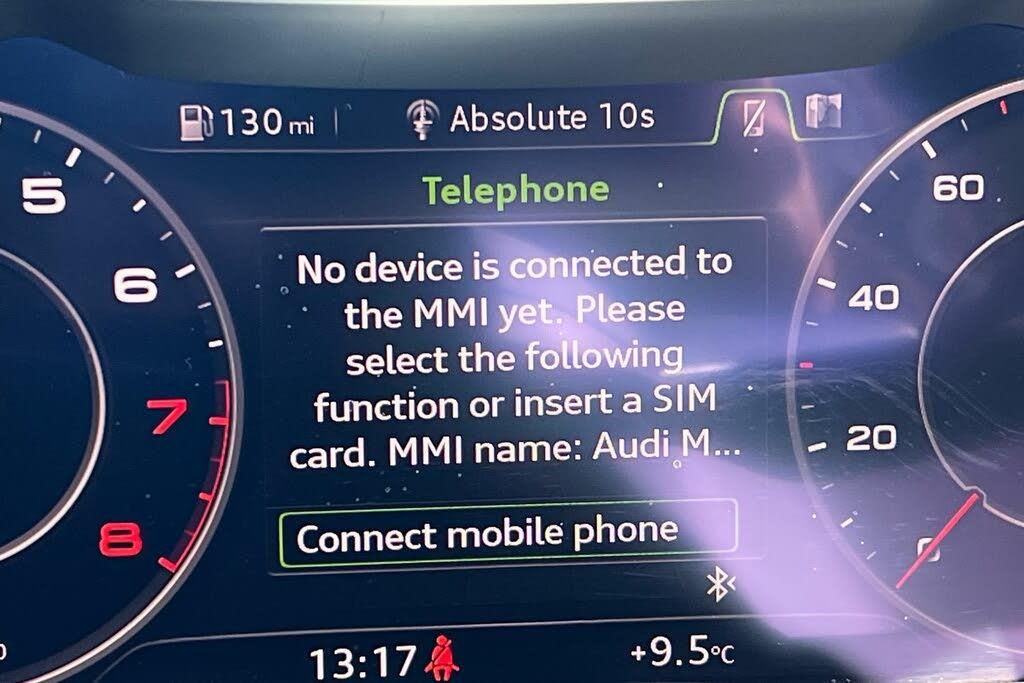 130 mi
Absolute 10s
Telephone
No device is connected to
the MMI yet. Please
select the following
function or insert a SIM
card. MMI name: Audi M...
Connect mobile phone
13:17
+9.5°C
5
6
7
8
60
40
20
0